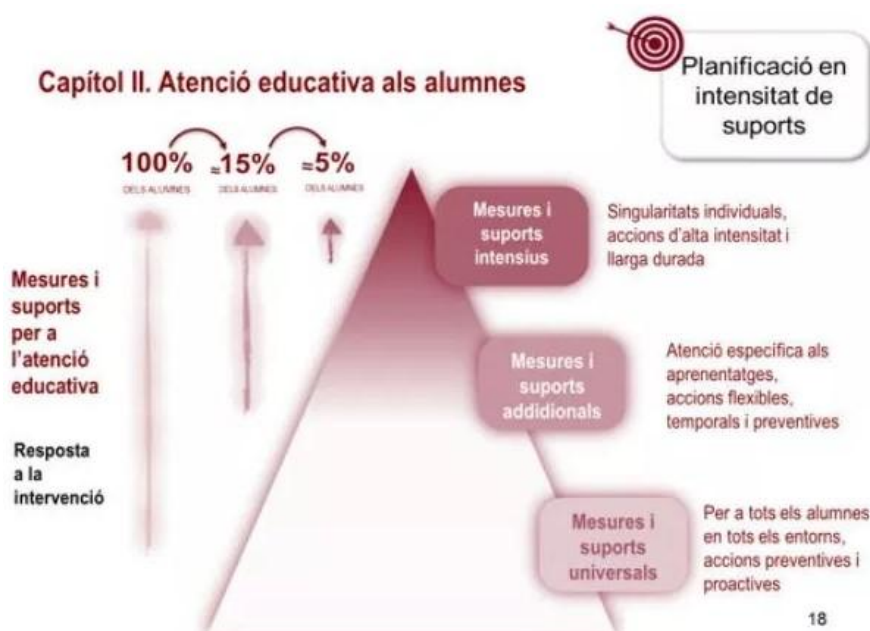 Planificació en
intensitat de
suports
Capítol II. Atenció educativa als alumnes
100% ≈15% ≈5%
DELS ALUMNES DELS ALUMNES DELS ALUMNES
Mesures i
suports
intensius
Singularitats individuals,
accions d'alta intensitat i
llarga durada
Mesures i
suports
per a
l'atenció
educativa
Mesures i
suports
addidionals
Atenció específica als
aprenentatges,
accions flexibles,
temporals i preventives
Resposta
a la
intervenció
Mesures i
suports
universals
Per a tots els alumnes
en tots els entorns,
accions preventives i
proactives
18